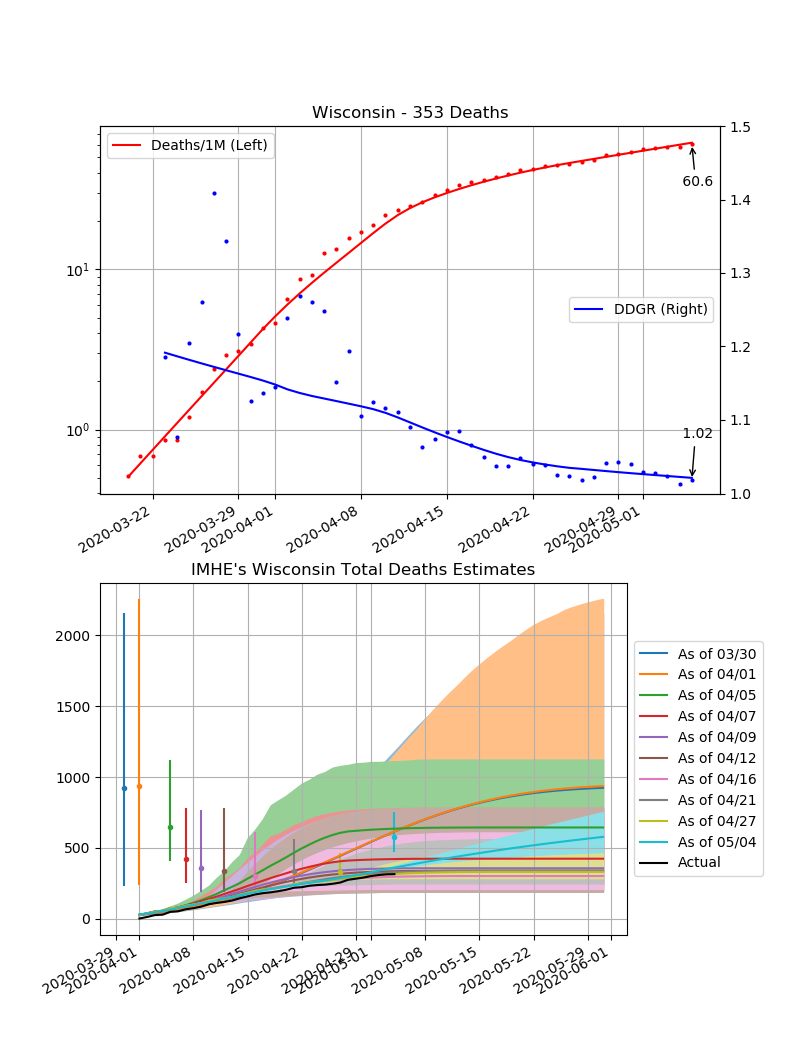 Wisconsin - 353 Deaths
Deaths/1M (Left)
10¹
10⁰
1.5
1.4
1.3
1.2
1.1
1.0
60.6
DDGR (Right)
1.02
2020-03-22
2020-03-29
2020-04-01
2020-04-08
2020-04-15
2020-04-22
2020-04-29
2020-05-01
IMHE's Wisconsin Total Deaths Estimates
2000
1500
1000
500
0
2020-03-29
2020-04-01
2020-04-08
2020-04-15
2020-04-22
2020-04-29
2020-05-01
2020-05-08
2020-05-15
2020-05-22
2020-05-29
2020-06-01
As of 03/30
As of 04/01
As of 04/05
As of 04/07
As of 04/09
As of 04/12
As of 04/16
As of 04/21
As of 04/27
As of 05/04
Actual